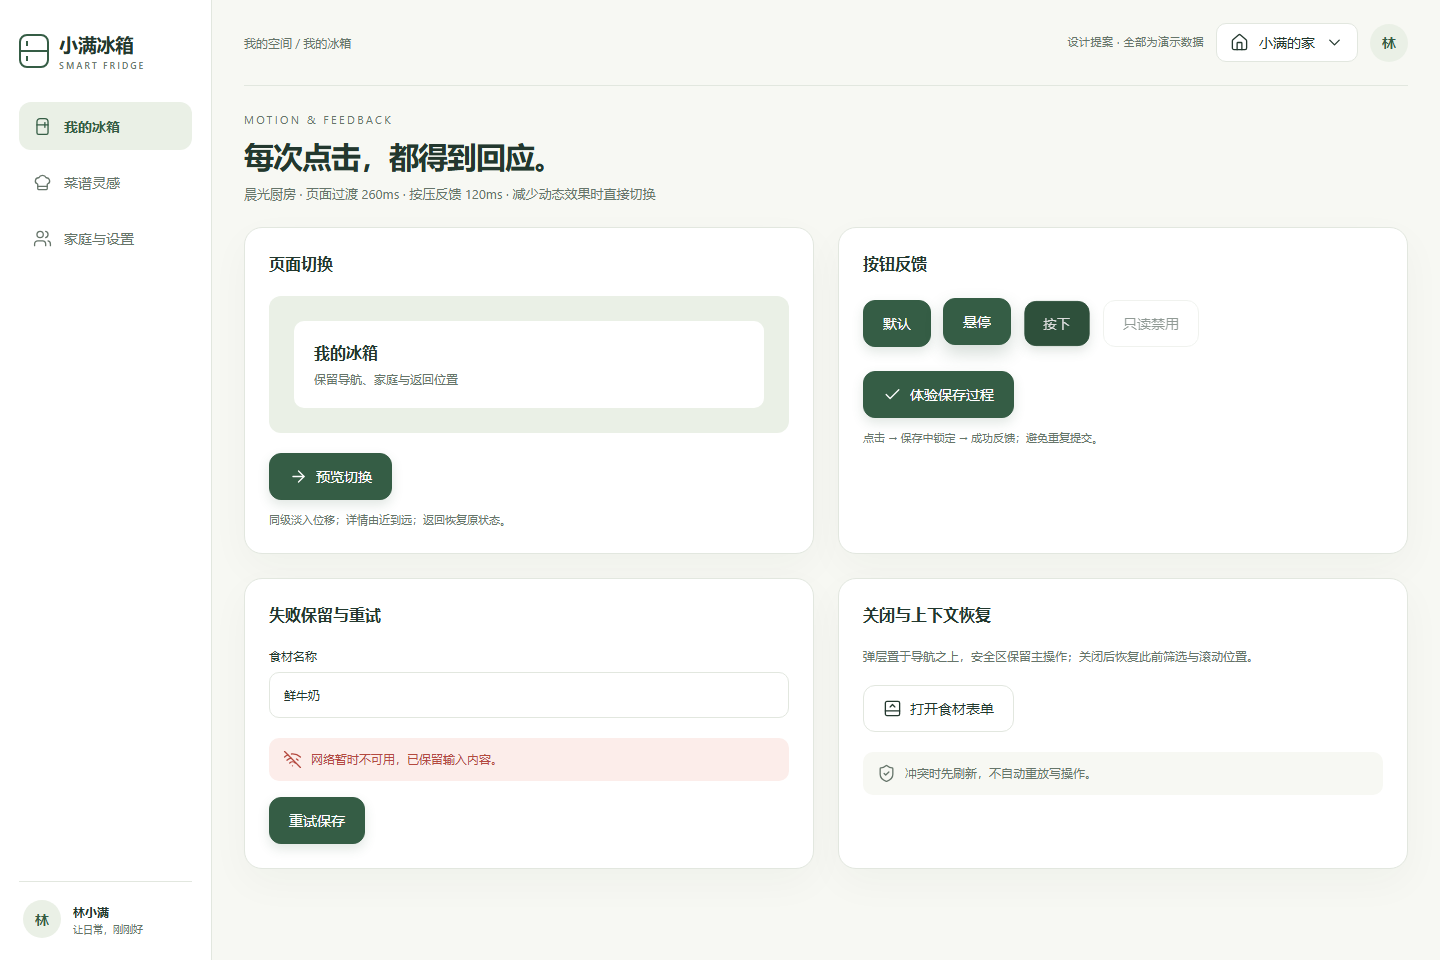 小满冰箱
SMART FRIDGE
我的冰箱
菜谱灵感
家庭与设置
林
林小满
让日常，刚刚好
我的空间 / 我的冰箱
设计提案 · 全部为演示数据
小满的家
林
MOTION & FEEDBACK
每次点击，都得到回应。
晨光厨房 · 页面过渡 260ms · 按压反馈 120ms · 减少动态效果时直接切换
页面切换
我的冰箱
保留导航、家庭与返回位置
预览切换
同级淡入位移；详情由近到远；返回恢复原状态。
按钮反馈
默认
悬停
按下
只读禁用
体验保存过程
点击 → 保存中锁定 → 成功反馈；避免重复提交。
失败保留与重试
食材名称
鲜牛奶
网络暂时不可用，已保留输入内容。
重试保存
关闭与上下文恢复
弹层置于导航之上，安全区保留主操作；关闭后恢复此前筛选与滚动位置。
打开食材表单
冲突时先刷新，不自动重放写操作。